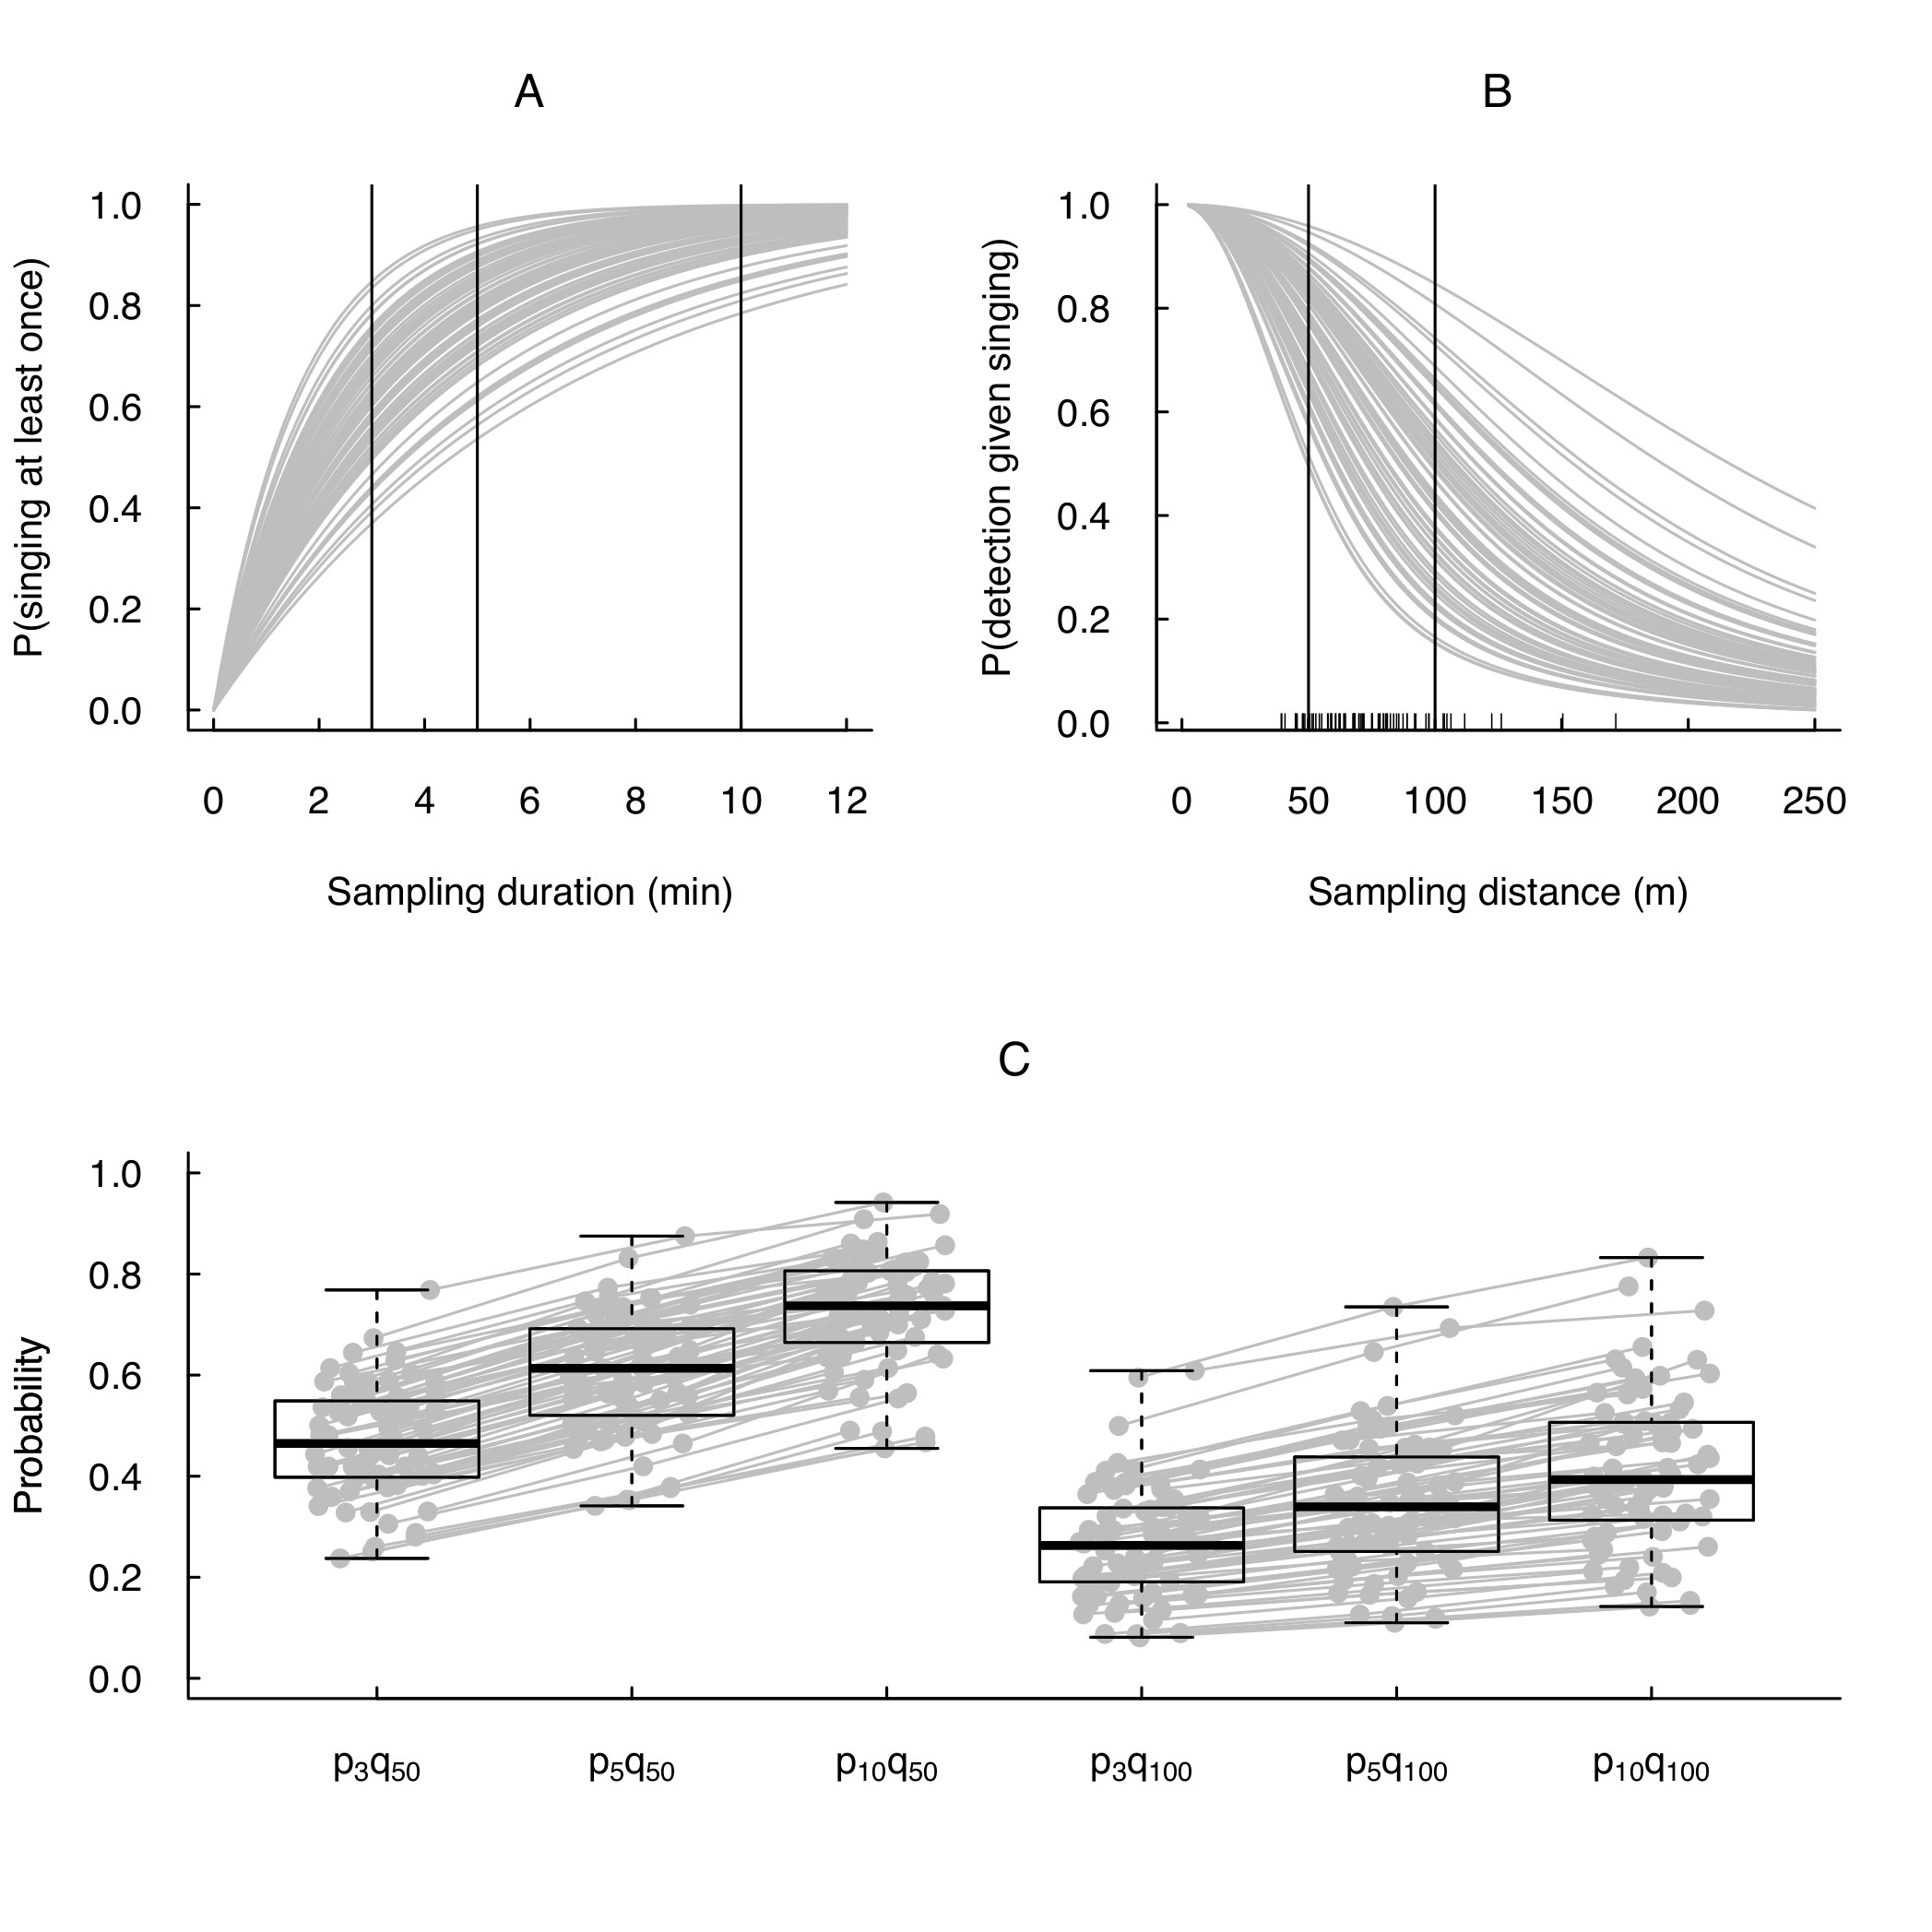 A
P(singing at least once)
1.0
0.8
0.6
0.4
0.2
0.0
0 2 4 6 8 10 12
Sampling duration (min)
B
P(detection given singing)
1.0
0.8
0.6
0.4
0.2
0.0
0 50 100 150 200 250
Sampling distance (m)
C
Probability
1.0
0.8
0.6
0.4
0.2
0.0
p₃q₅₀ p₅q₅₀ p₁₀q₅₀ p₃q₁₀₀ p₅q₁₀₀ p₁₀q₁₀₀